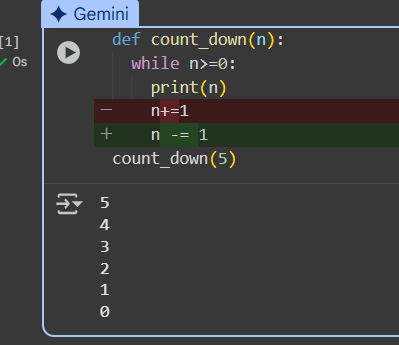 Gemini
[1]
0s
def count_down(n):
while n>=0:
print(n)
− n+=1
+ n -= 1
count_down(5)
5
4
3
2
1
0